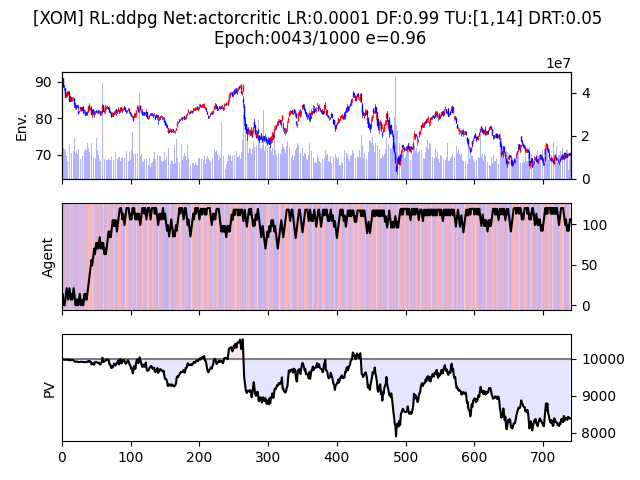 [XOM] RL:ddpg Net:actorcritic LR:0.0001 DF:0.99 TU:[1,14] DRT:0.05
Epoch:0043/1000 e=0.96
1e7
Env.
90
80
70
4
2
0
Agent
100
50
0
PV
10000
9000
8000
0 100 200 300 400 500 600 700